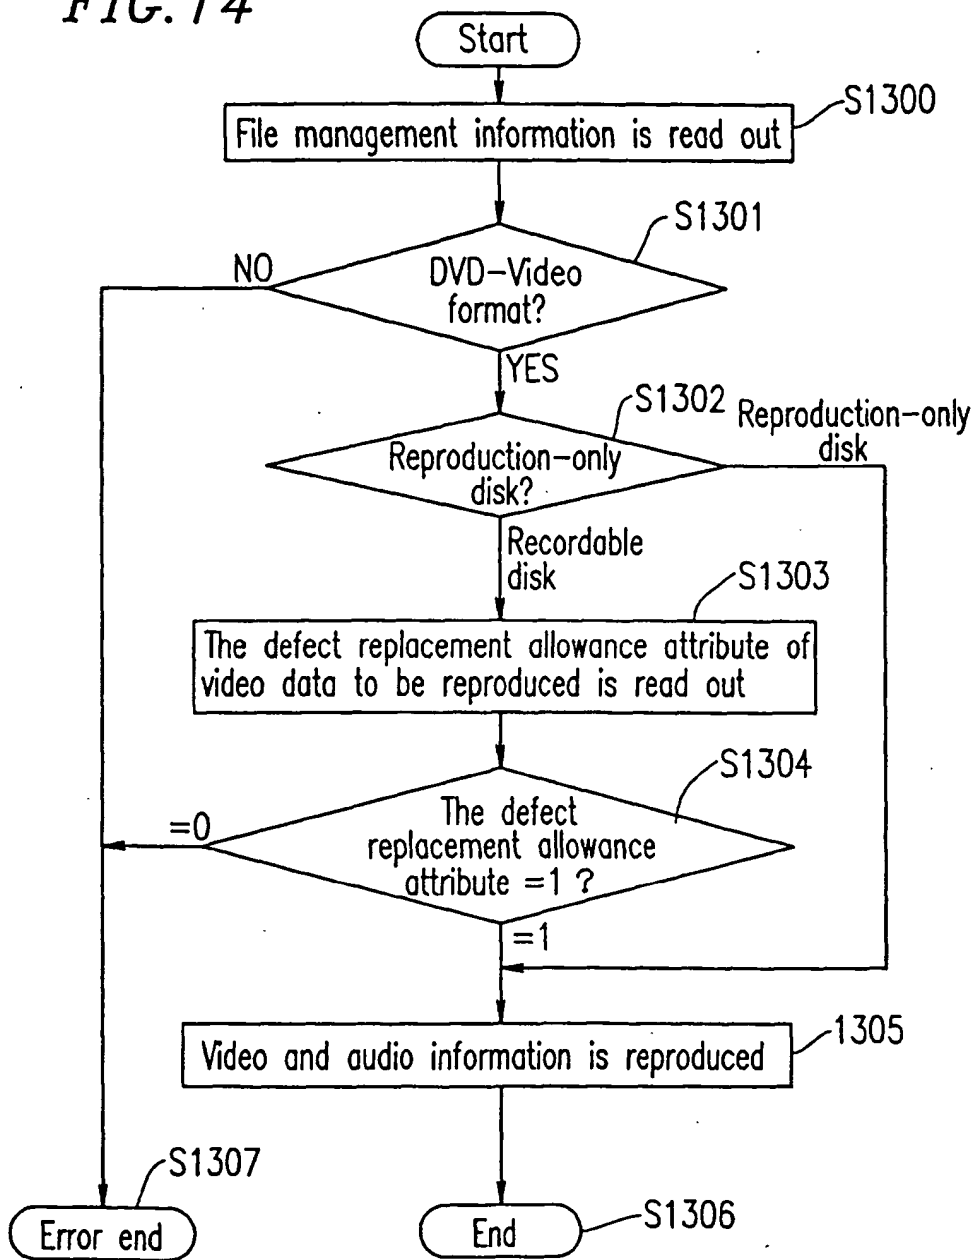 FIG. 14
Start
S1300
File management information is read out
S1301
NO
DVD-Video
format?
YES
S1302
Reproduction-only
disk
Reproduction-only
disk?
Recordable
disk
S1303
The defect replacement allowance attribute of
video data to be reproduced is read out
S1304
The defect
replacement allowance
attribute =1 ?
=0
=1
1305
Video and audio information is reproduced
S1307
Error end
S1306
End